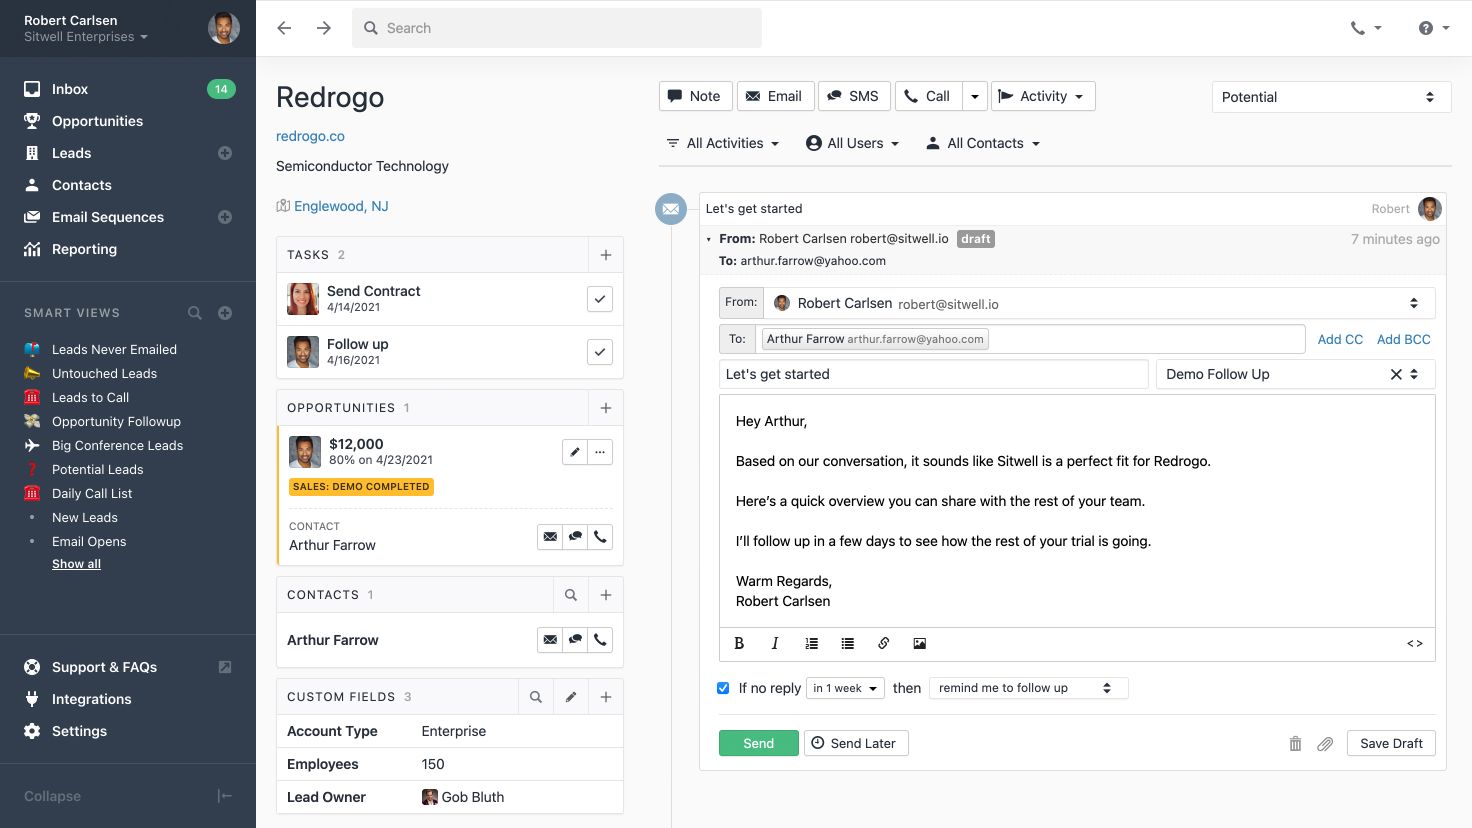 Robert Carlsen
Sitwell Enterprises
Inbox 14
Opportunities
Leads
Contacts
Email Sequences
Reporting
SMART VIEWS
Leads Never Emailed
Untouched Leads
Leads to Call
Opportunity Followup
Big Conference Leads
Potential Leads
Daily Call List
New Leads
Email Opens
Show all
Support & FAQs
Integrations
Settings
Collapse
Search
Redrogo
redrogo.co
Semiconductor Technology
Englewood, NJ
TASKS 2
Send Contract
4/14/2021
Follow up
4/16/2021
OPPORTUNITIES 1
$12,000
80% on 4/23/2021
SALES: DEMO COMPLETED
CONTACT
Arthur Farrow
CONTACTS 1
Arthur Farrow
CUSTOM FIELDS 3
Account Type Enterprise
Employees 150
Lead Owner Gob Bluth
Note Email SMS Call Activity Potential
All Activities All Users All Contacts
Let's get started Robert
From: Robert Carlsen robert@sitwell.io draft 7 minutes ago
To: arthur.farrow@yahoo.com
From: Robert Carlsen robert@sitwell.io
To: Arthur Farrow arthur.farrow@yahoo.com Add CC Add BCC
Let's get started Demo Follow Up
Hey Arthur,
Based on our conversation, it sounds like Sitwell is a perfect fit for Redrogo.
Here's a quick overview you can share with the rest of your team.
I'll follow up in a few days to see how the rest of your trial is going.
Warm Regards,
Robert Carlsen
B I <>
If no reply in 1 week then remind me to follow up
Send Send Later Save Draft